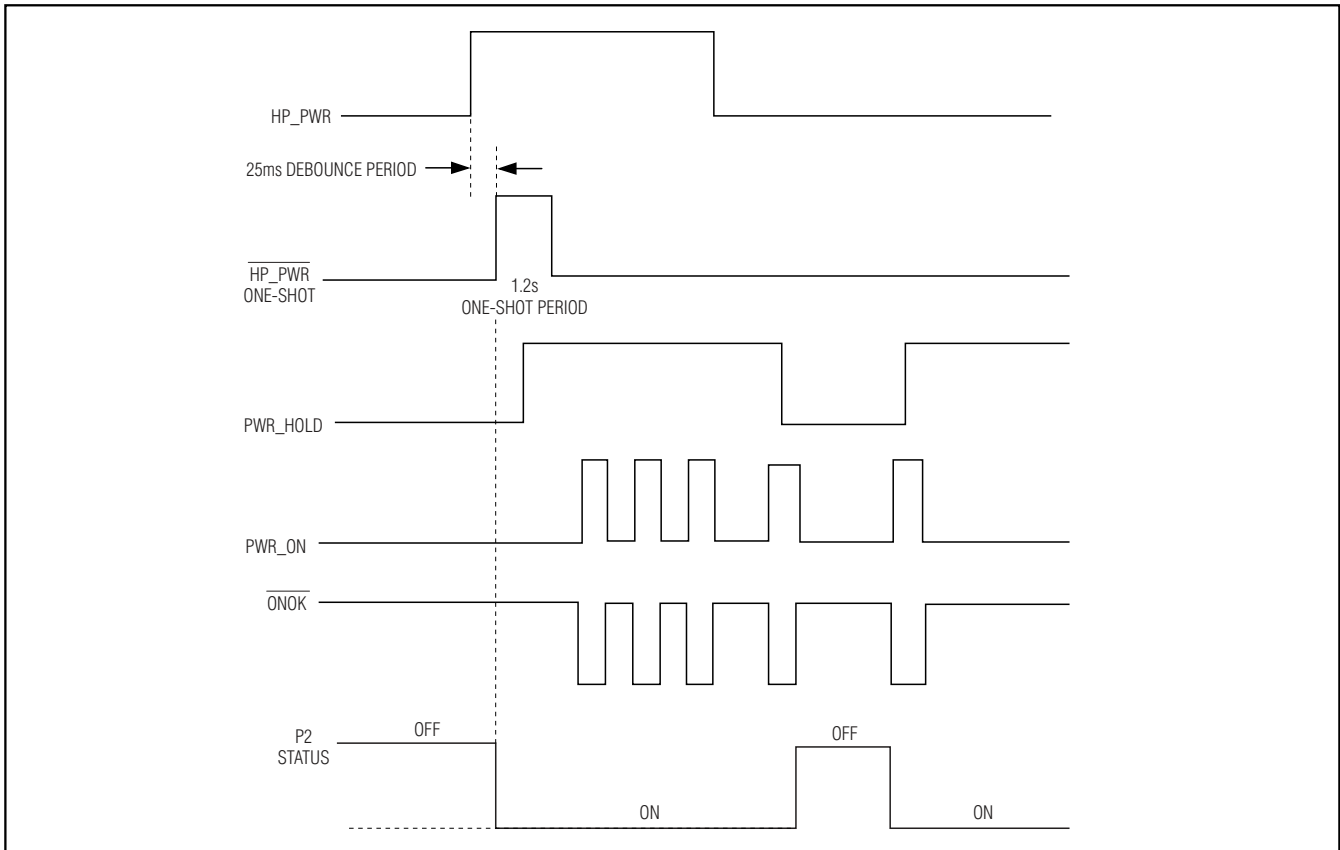 HP_PWR
25ms DEBOUNCE PERIOD
HP_PWR
ONE-SHOT
1.2s
ONE-SHOT PERIOD
PWR_HOLD
PWR_ON
ONOK
P2
STATUS
OFF
ON
OFF
ON